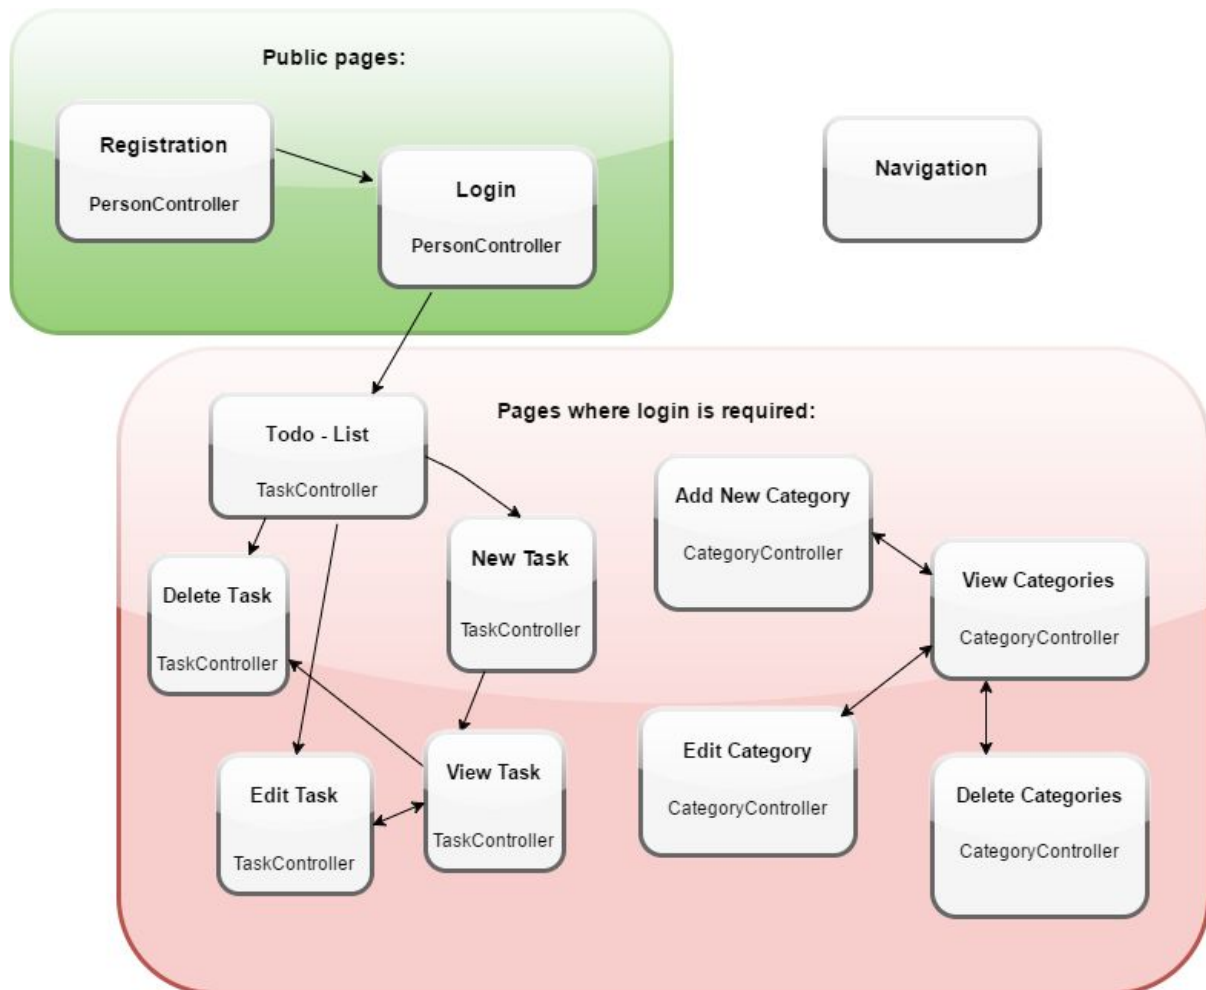 Public pages:
Registration
PersonController
Login
PersonController
Navigation
Pages where login is required:
Todo - List
TaskController
Add New Category
CategoryController
New Task
TaskController
Delete Task
TaskController
View Categories
CategoryController
Edit Task
TaskController
View Task
TaskController
Edit Category
CategoryController
Delete Categories
CategoryController